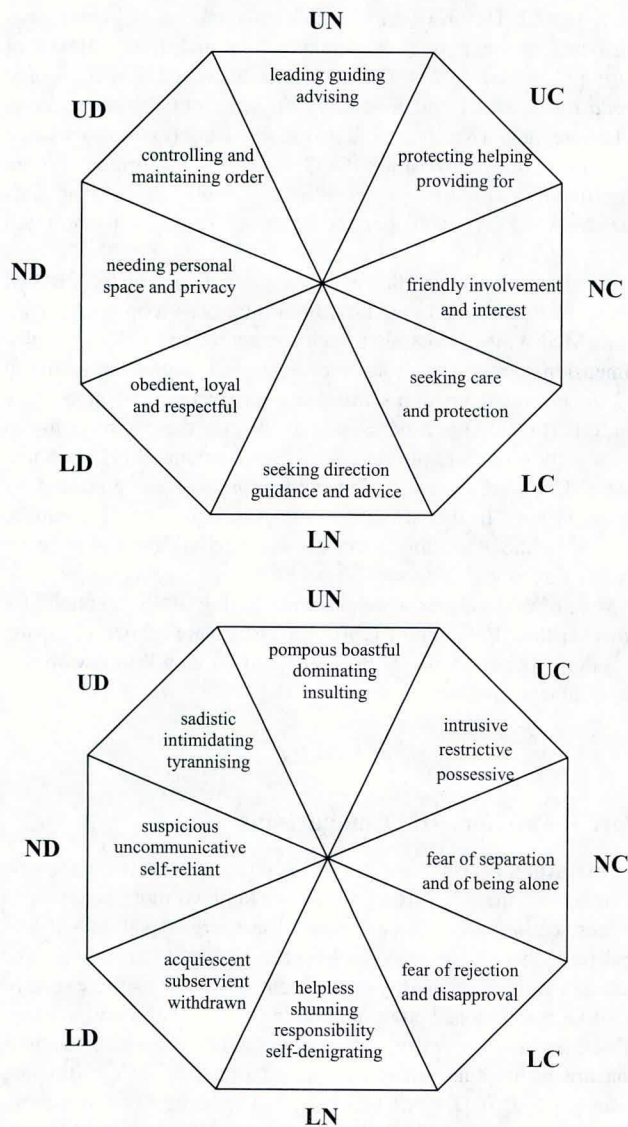 UN
leading guiding
advising
UD
UC
controlling and
maintaining order
protecting helping
providing for
ND
needing personal
space and privacy
friendly involvement
and interest
NC
obedient, loyal
and respectful
seeking care
and protection
LD
seeking direction
guidance and advice
LC
LN
UN
pompous boastful
dominating
insulting
UD
UC
sadistic
intimidating
tyrannising
intrusive
restrictive
possessive
ND
suspicious
uncommunicative
self-reliant
fear of separation
and of being alone
NC
acquiescent
subservient
withdrawn
helpless
shunning
responsibility
self-denigrating
fear of rejection
and disapproval
LD
LC
LN